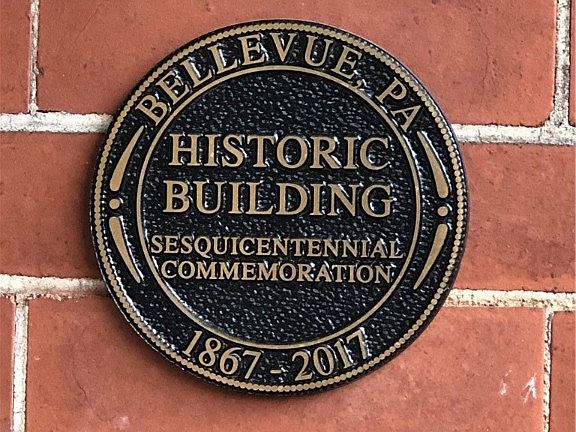 BELLEVUE, PA
HISTORIC
BUILDING
SESQUICENTENNIAL
COMMEMORATION
1867 - 2017